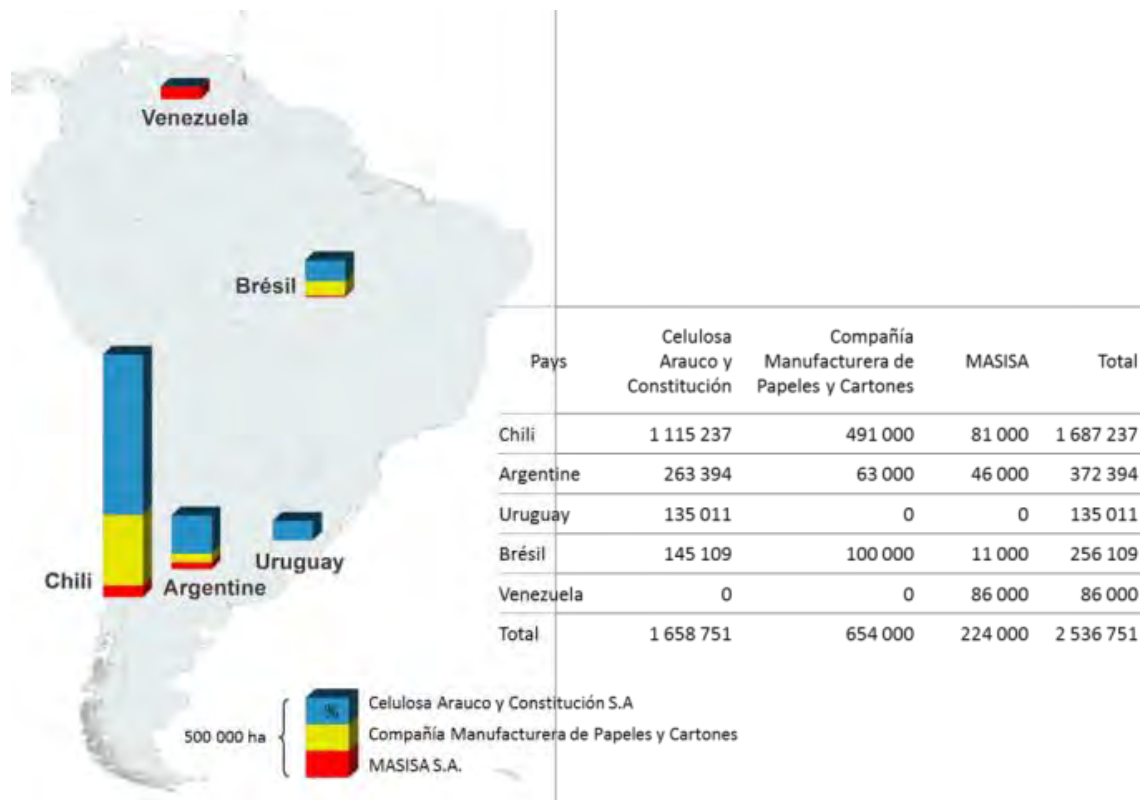 Venezuela
Brésil
Chili
Argentine
Uruguay
Pays
Celulosa
Arauco y
Constitución
Compañía
Manufacturera de
Papeles y Cartones
MASISA
Total
Chili 1 115 237 491 000 81 000 1 687 237
Argentine 263 394 63 000 46 000 372 394
Uruguay 135 011 0 0 135 011
Brésil 145 109 100 000 11 000 256 109
Venezuela 0 0 86 000 86 000
Total 1 658 751 654 000 224 000 2 536 751
500 000 ha
%
Celulosa Arauco y Constitución S.A
Compañía Manufacturera de Papeles y Cartones
MASISA S.A.